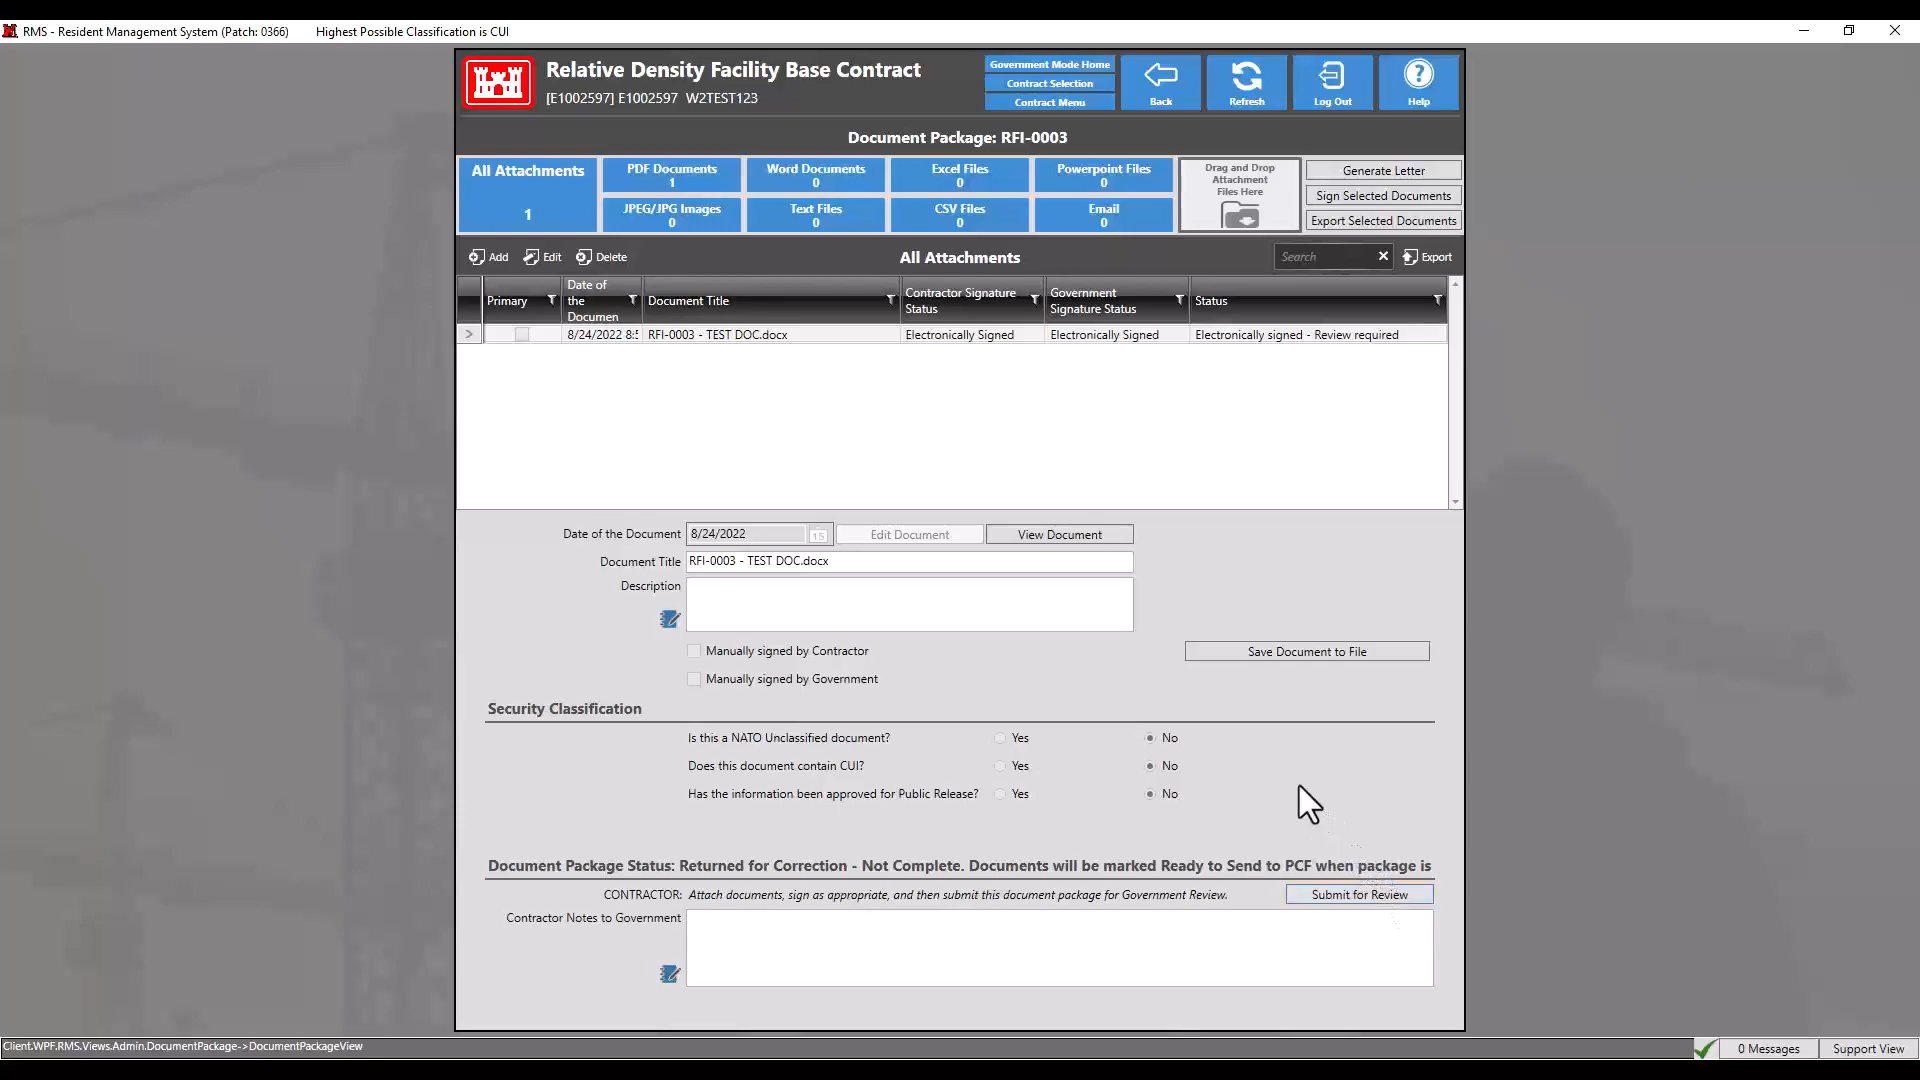 RMS - Resident Management System (Patch: 0366) Highest Possible Classification is CUI
Relative Density Facility Base Contract
[E1002597] E1002597 W2TEST123
Government Mode Home
Contract Selection
Contract Menu
Back
Refresh
Log Out
Help
Document Package: RFI-0003
All Attachments
1
PDF Documents
1
Word Documents
0
Excel Files
0
Powerpoint Files
0
JPEG/JPG Images
0
Text Files
0
CSV Files
0
Email
0
Drag and Drop
Attachment
Files Here
Generate Letter
Sign Selected Documents
Export Selected Documents
Add Edit Delete All Attachments Search Export
Primary
Date of
the
Documen
Document Title
Contractor Signature
Status
Government
Signature Status
Status
8/24/2022 8: RFI-0003 - TEST DOC.docx Electronically Signed Electronically Signed Electronically signed - Review required
Date of the Document 8/24/2022 15 Edit Document View Document
Document Title RFI-0003 - TEST DOC.docx
Description
Manually signed by Contractor Save Document to File
Manually signed by Government
Security Classification
Is this a NATO Unclassified document? Yes No
Does this document contain CUI? Yes No
Has the information been approved for Public Release? Yes No
Document Package Status: Returned for Correction - Not Complete. Documents will be marked Ready to Send to PCF when package is
CONTRACTOR: Attach documents, sign as appropriate, and then submit this document package for Government Review. Submit for Review
Contractor Notes to Government
Client.WPF.RMS.Views.Admin.DocumentPackage->DocumentPackageView 0 Messages Support View